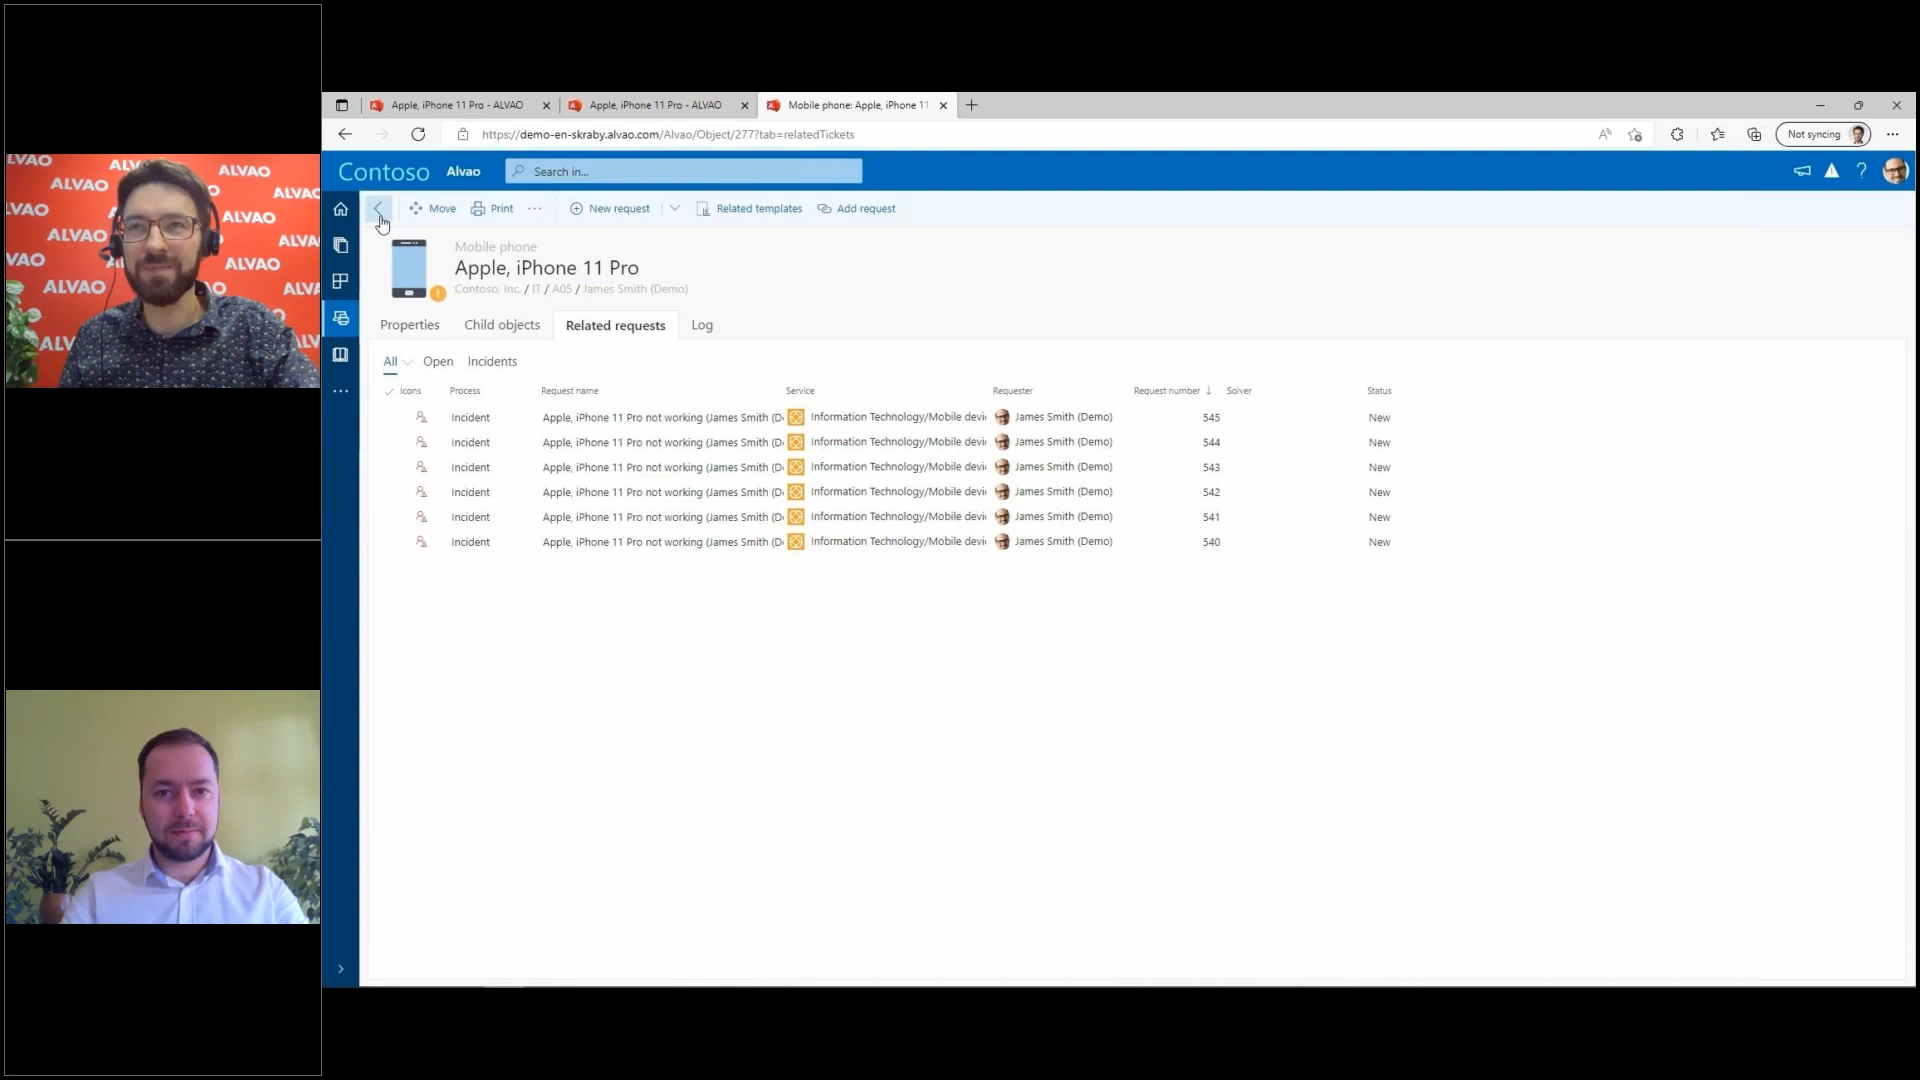 Apple, iPhone 11 Pro - ALVAO
Apple, iPhone 11 Pro - ALVAO
Mobile phone: Apple, iPhone 11
https://demo-en-skraby.alvao.com/Alvao/Object/277?tab=relatedTickets
Not syncing
Contoso Alvao Search in...
Move Print New request Related templates Add request
Mobile phone
Apple, iPhone 11 Pro
Contoso, Inc. / IT / A05 / James Smith (Demo)
Properties Child objects Related requests Log
All Open Incidents
Icons Process Request name Service Requester Request number Solver Status
Incident Apple, iPhone 11 Pro not working (James Smith (D Information Technology/Mobile devi James Smith (Demo) 545 New
Incident Apple, iPhone 11 Pro not working (James Smith (D Information Technology/Mobile devi James Smith (Demo) 544 New
Incident Apple, iPhone 11 Pro not working (James Smith (D Information Technology/Mobile devi James Smith (Demo) 543 New
Incident Apple, iPhone 11 Pro not working (James Smith (D Information Technology/Mobile devi James Smith (Demo) 542 New
Incident Apple, iPhone 11 Pro not working (James Smith (D Information Technology/Mobile devi James Smith (Demo) 541 New
Incident Apple, iPhone 11 Pro not working (James Smith (D Information Technology/Mobile devi James Smith (Demo) 540 New
ALVAO
ALVAO
ALVAO
ALVAO
ALVAO
ALVAO
ALVAO